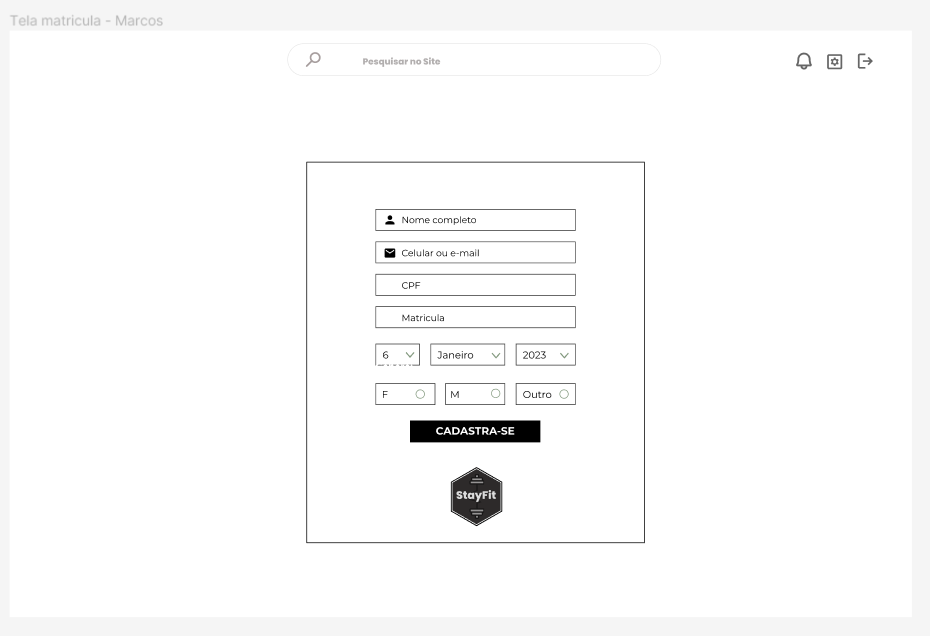 Tela matricula - Marcos
Pesquisar no Site
Nome completo
Celular ou e-mail
CPF
Matricula
6 Janeiro 2023
F M Outro
CADASTRA-SE
StayFit